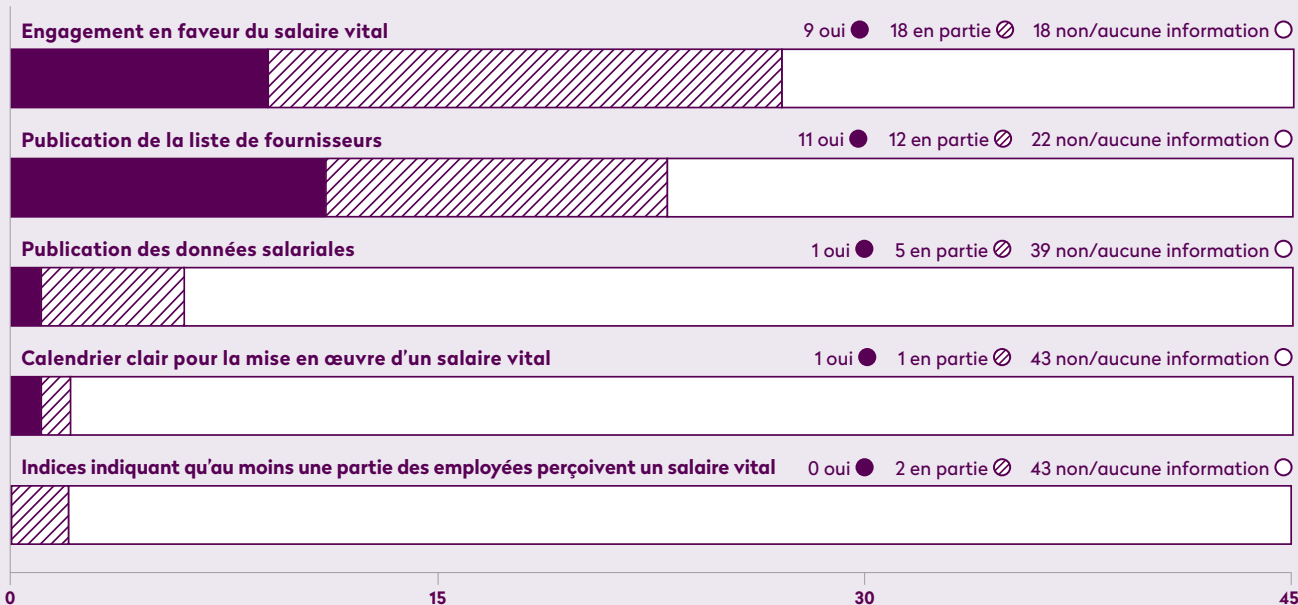 Engagement en faveur du salaire vital 9 oui 18 en partie 18 non/aucune information
Publication de la liste de fournisseurs 11 oui 12 en partie 22 non/aucune information
Publication des données salariales 1 oui 5 en partie 39 non/aucune information
Calendrier clair pour la mise en œuvre d'un salaire vital 1 oui 1 en partie 43 non/aucune information
Indices indiquant qu'au moins une partie des employées perçoivent un salaire vital 0 oui 2 en partie 43 non/aucune information
0 15 30 45